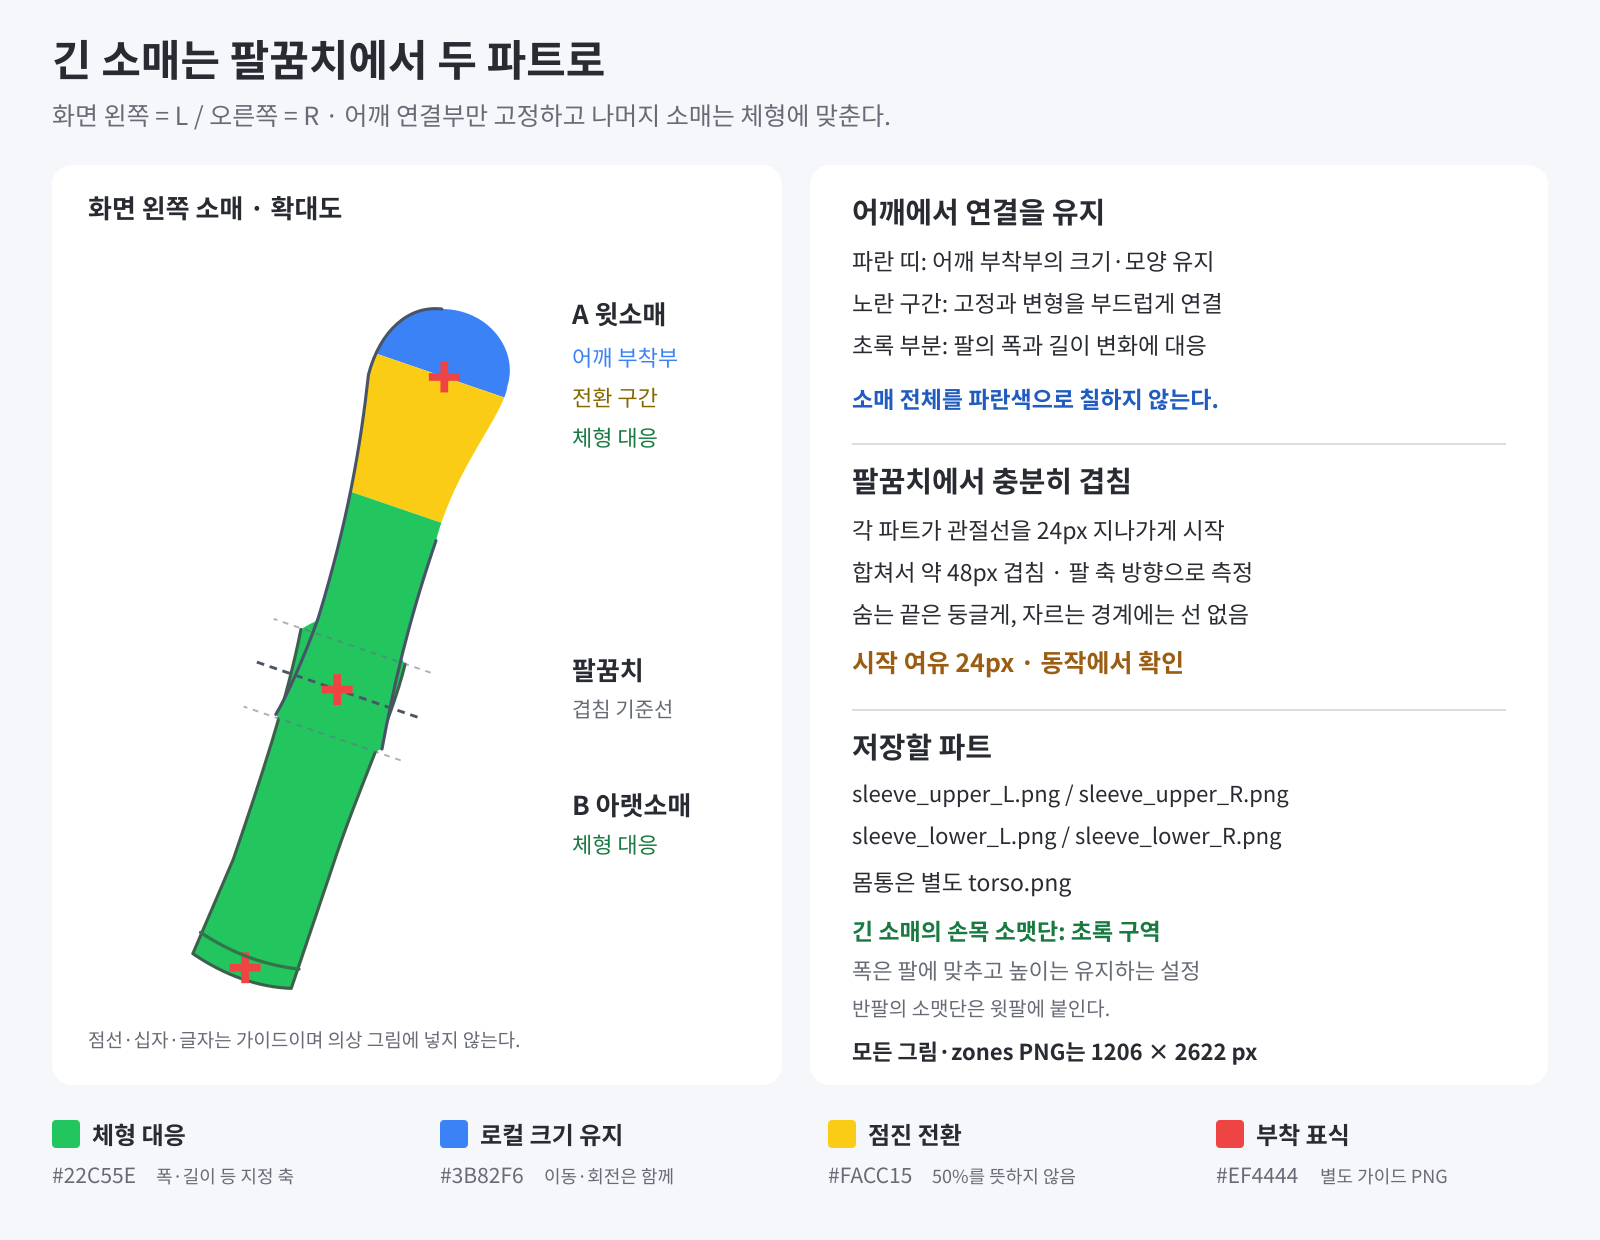 긴 소매는 팔꿈치에서 두 파트로
화면 왼쪽 = L / 오른쪽 = R · 어깨 연결부만 고정하고 나머지 소매는 체형에 맞춘다.
화면 왼쪽 소매 · 확대도
A 윗소매
어깨 부착부
전환 구간
체형 대응
팔꿈치
겹침 기준선
B 아랫소매
체형 대응
점선·십자·글자는 가이드이며 의상 그림에 넣지 않는다.
어깨에서 연결을 유지
파란 띠: 어깨 부착부의 크기·모양 유지
노란 구간: 고정과 변형을 부드럽게 연결
초록 부분: 팔의 폭과 길이 변화에 대응
소매 전체를 파란색으로 칠하지 않는다.
팔꿈치에서 충분히 겹침
각 파트가 관절선을 24px 지나가게 시작
합쳐서 약 48px 겹침 · 팔 축 방향으로 측정
숨는 끝은 둥글게, 자르는 경계에는 선 없음
시작 여유 24px · 동작에서 확인
저장할 파트
sleeve_upper_L.png / sleeve_upper_R.png
sleeve_lower_L.png / sleeve_lower_R.png
몸통은 별도 torso.png
긴 소매의 손목 소맷단: 초록 구역
폭은 팔에 맞추고 높이는 유지하는 설정
반팔의 소맷단은 윗팔에 붙인다.
모든 그림·zones PNG는 1206 × 2622 px
체형 대응
#22C55E 폭·길이 등 지정 축
로컬 크기 유지
#3B82F6 이동·회전은 함께
점진 전환
#FACC15 50%를 뜻하지 않음
부착 표식
#EF4444 별도 가이드 PNG